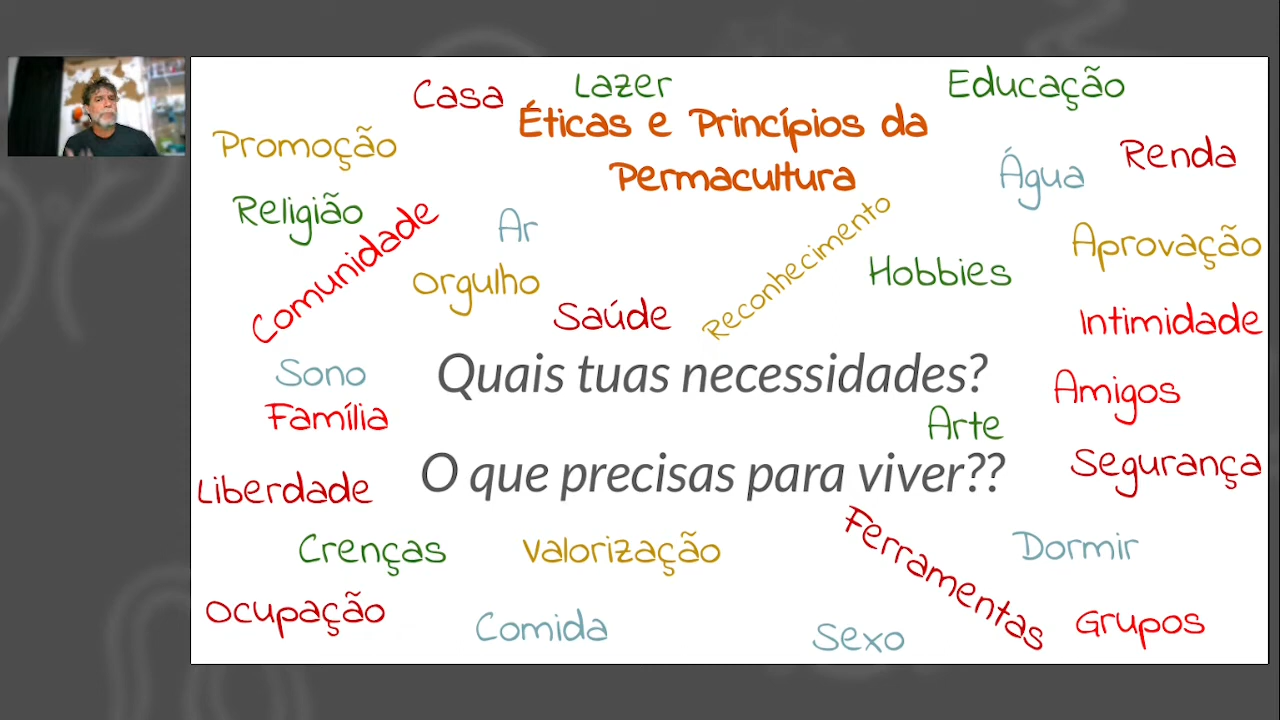 Casa
Lazer
Educação
Éticas e Princípios da
Permacultura
Promoção
Renda
Água
Religião
Ar
Comunidade
Reconhecimento
Aprovação
Orgulho
Hobbies
Saúde
Intimidade
Quais tuas necessidades?
Sono
Amigos
Família
Arte
O que precisas para viver??
Segurança
Liberdade
Crenças
Valorização
Ferramentas
Dormir
Ocupação
Comida
Sexo
Grupos